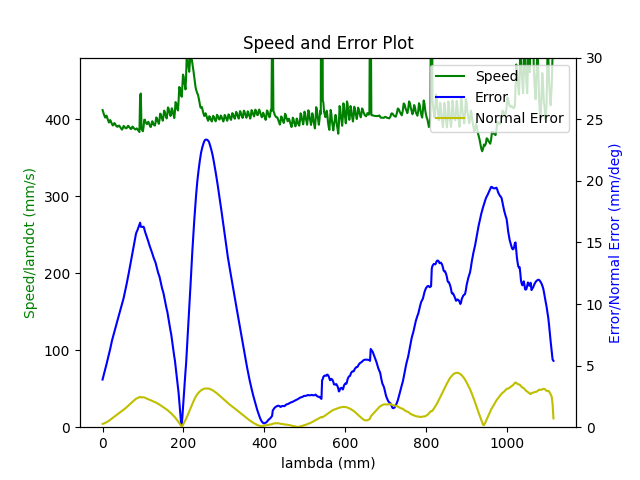 Speed and Error Plot
Speed
Error
Normal Error
Speed/lamdot (mm/s)
400
300
200
100
0
30
25
20
15
10
5
0
Error/Normal Error (mm/deg)
0 200 400 600 800 1000
lambda (mm)